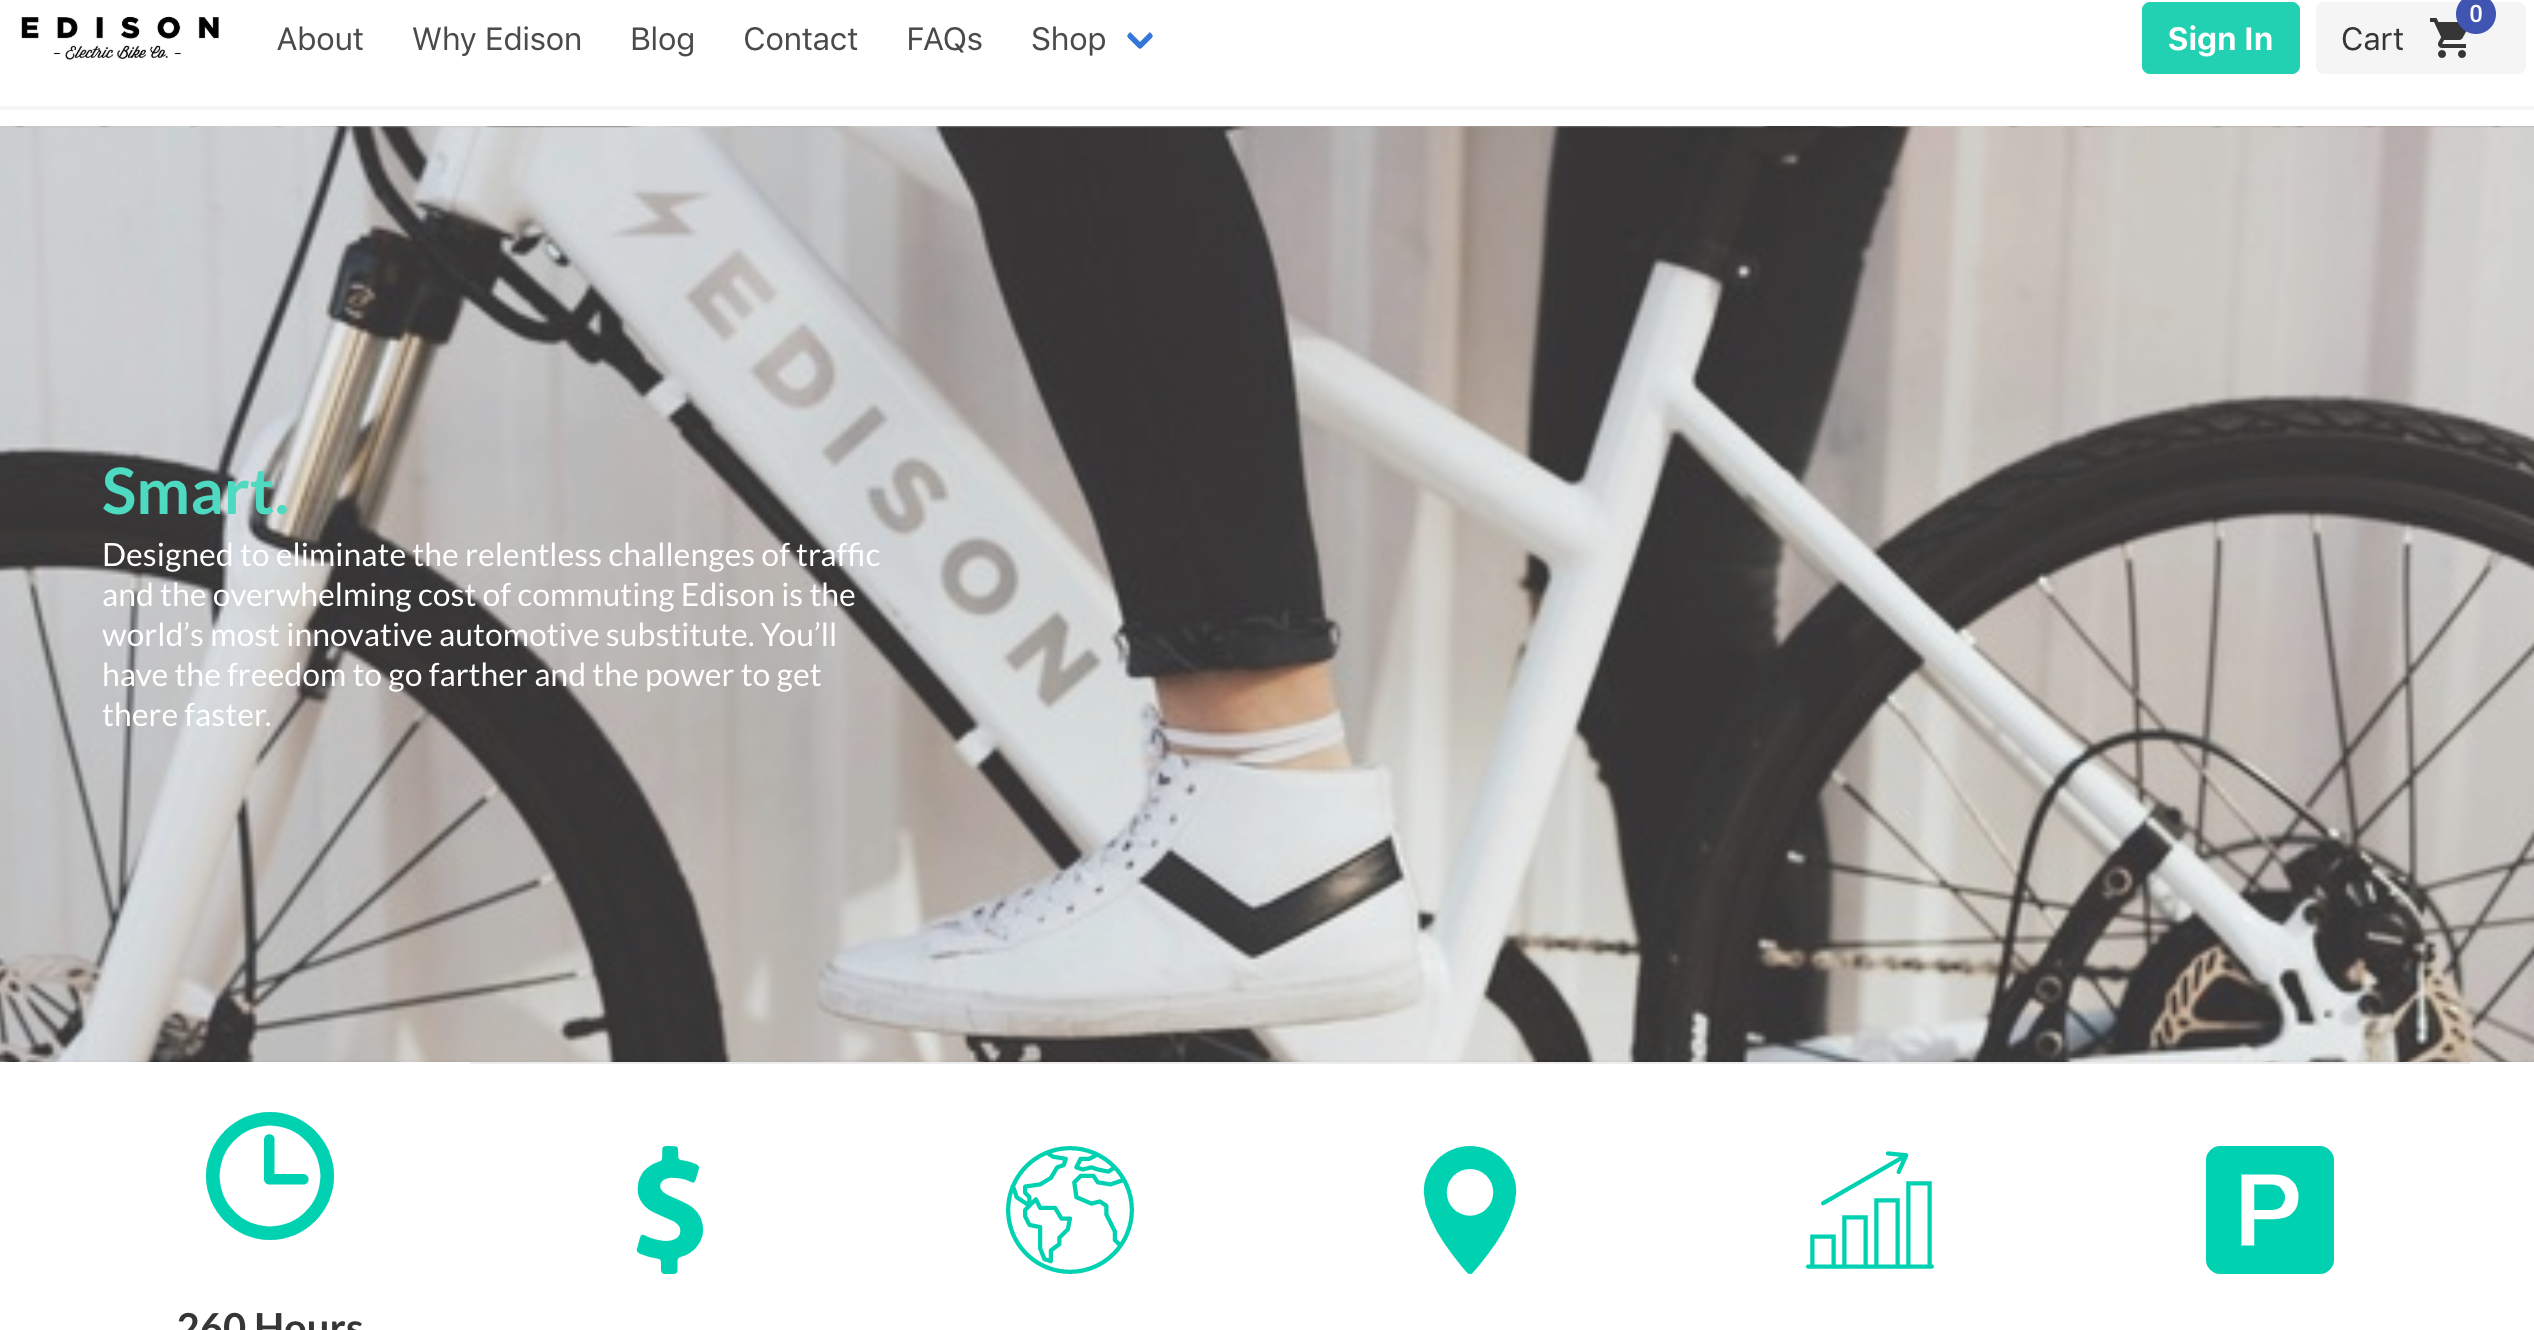 EDISON
- Electric Bike Co. -
About Why Edison Blog Contact FAQs Shop
Sign In
Cart
0
EDISON
Smart.
Designed to eliminate the relentless challenges of traffic
and the overwhelming cost of commuting Edison is the
world’s most innovative automotive substitute. You’ll
have the freedom to go farther and the power to get
there faster.
$
P
260 Hours